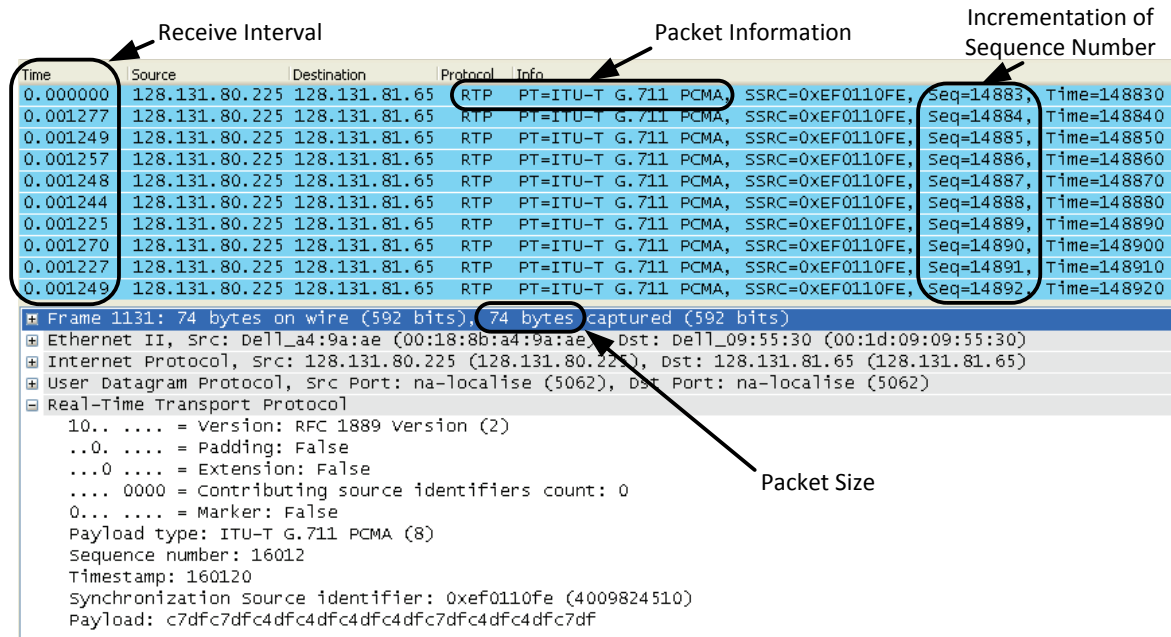 Receive Interval
Packet Information
Incrementation of
Sequence Number
Time Source Destination Protocol Info
0.000000 128.131.80.225 128.131.81.65 RTP PT=ITU-T G.711 PCMA, SSRC=0xEF0110FE, Seq=14883, Time=148830
0.001277 128.131.80.225 128.131.81.65 RTP PT=ITU-T G.711 PCMA, SSRC=0xEF0110FE, Seq=14884, Time=148840
0.001249 128.131.80.225 128.131.81.65 RTP PT=ITU-T G.711 PCMA, SSRC=0xEF0110FE, Seq=14885, Time=148850
0.001257 128.131.80.225 128.131.81.65 RTP PT=ITU-T G.711 PCMA, SSRC=0xEF0110FE, Seq=14886, Time=148860
0.001248 128.131.80.225 128.131.81.65 RTP PT=ITU-T G.711 PCMA, SSRC=0xEF0110FE, Seq=14887, Time=148870
0.001244 128.131.80.225 128.131.81.65 RTP PT=ITU-T G.711 PCMA, SSRC=0xEF0110FE, Seq=14888, Time=148880
0.001225 128.131.80.225 128.131.81.65 RTP PT=ITU-T G.711 PCMA, SSRC=0xEF0110FE, Seq=14889, Time=148890
0.001270 128.131.80.225 128.131.81.65 RTP PT=ITU-T G.711 PCMA, SSRC=0xEF0110FE, Seq=14890, Time=148900
0.001227 128.131.80.225 128.131.81.65 RTP PT=ITU-T G.711 PCMA, SSRC=0xEF0110FE, Seq=14891, Time=148910
0.001249 128.131.80.225 128.131.81.65 RTP PT=ITU-T G.711 PCMA, SSRC=0xEF0110FE, Seq=14892, Time=148920
Frame 1131: 74 bytes on wire (592 bits), 74 bytes captured (592 bits)
Ethernet II, Src: Dell_a4:9a:ae (00:18:8b:a4:9a:ae), Dst: Dell_09:55:30 (00:1d:09:09:55:30)
Internet Protocol, Src: 128.131.80.225 (128.131.80.225), Dst: 128.131.81.65 (128.131.81.65)
User Datagram Protocol, Src Port: na-localise (5062), Dst Port: na-localise (5062)
Real-Time Transport Protocol
10.. .... = Version: RFC 1889 Version (2)
..0. .... = Padding: False
...0 .... = Extension: False
.... 0000 = Contributing source identifiers count: 0
0... .... = Marker: False
Payload type: ITU-T G.711 PCMA (8)
Sequence number: 16012
Timestamp: 160120
Synchronization Source identifier: 0xef0110fe (4009824510)
Payload: c7dfc7dfc4dfc4dfc4dfc4dfc7dfc4dfc4dfc7df
Packet Size